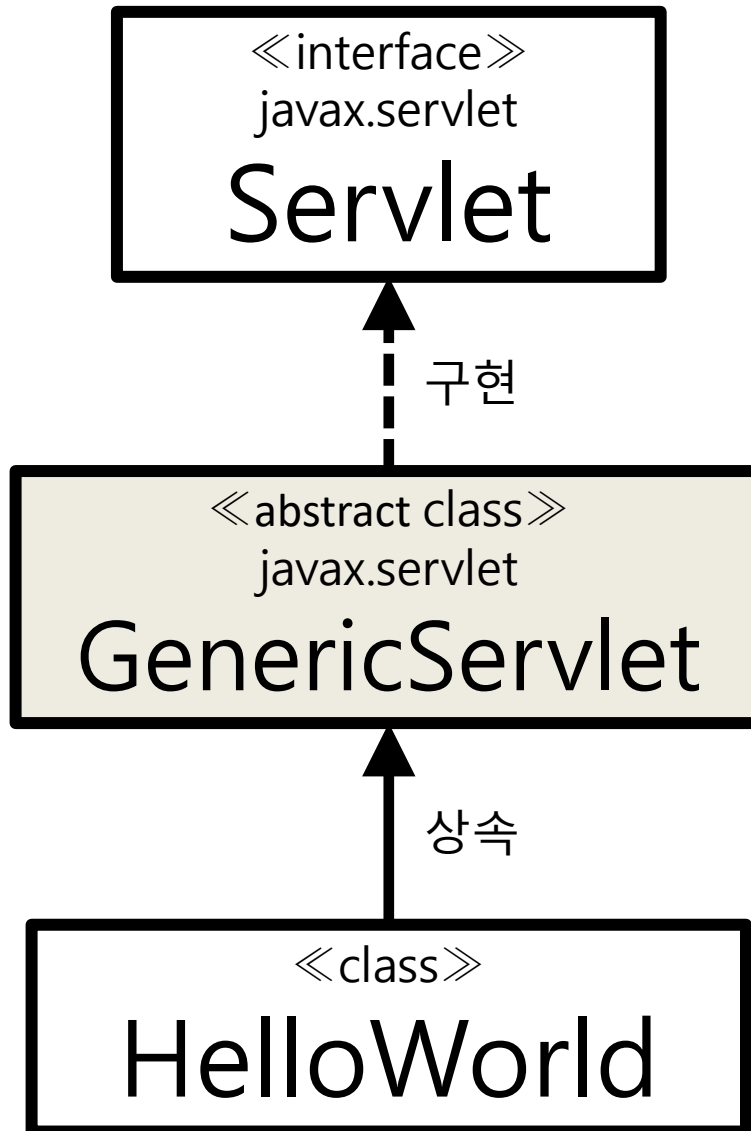 ≪interface≫
javax.servlet
Servlet
구현
≪abstract class≫
javax.servlet
GenericServlet
상속
≪class≫
HelloWorld